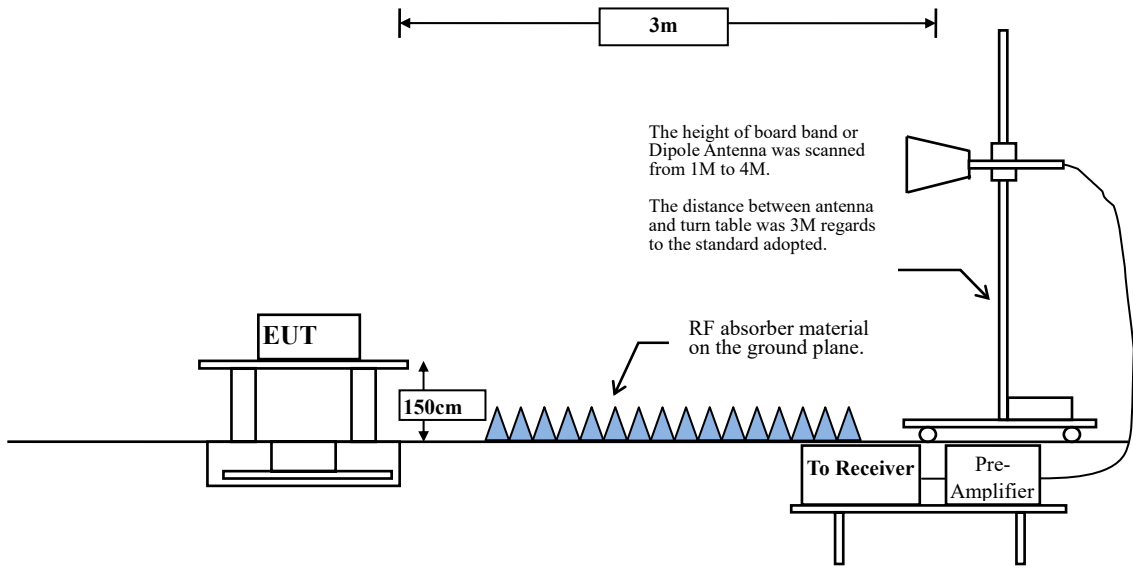 3m
The height of board band or
Dipole Antenna was scanned
from 1M to 4M.
The distance between antenna
and turn table was 3M regards
to the standard adopted.
EUT
RF absorber material
on the ground plane.
150cm
To Receiver
Pre-
Amplifier